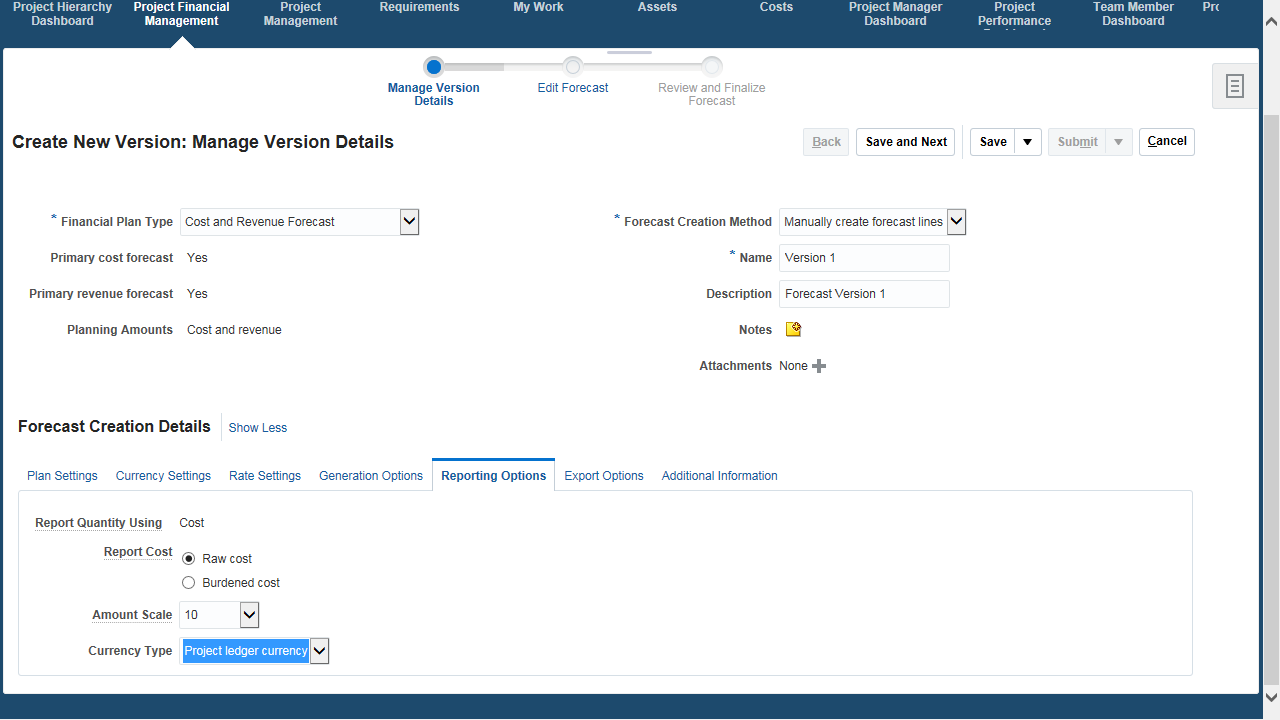 Project Hierarchy Dashboard
Project Financial Management
Project Management
Requirements
My Work
Assets
Costs
Project Manager Dashboard
Project Performance
Team Member Dashboard
Manage Version Details
Edit Forecast
Review and Finalize Forecast
Create New Version: Manage Version Details
Back
Save and Next
Save
Submit
Cancel
* Financial Plan Type Cost and Revenue Forecast
Primary cost forecast Yes
Primary revenue forecast Yes
Planning Amounts Cost and revenue
* Forecast Creation Method Manually create forecast lines
* Name Version 1
Description Forecast Version 1
Notes
Attachments None
Forecast Creation Details Show Less
Plan Settings Currency Settings Rate Settings Generation Options Reporting Options Export Options Additional Information
Report Quantity Using Cost
Report Cost Raw cost
Burdened cost
Amount Scale 10
Currency Type Project ledger currency